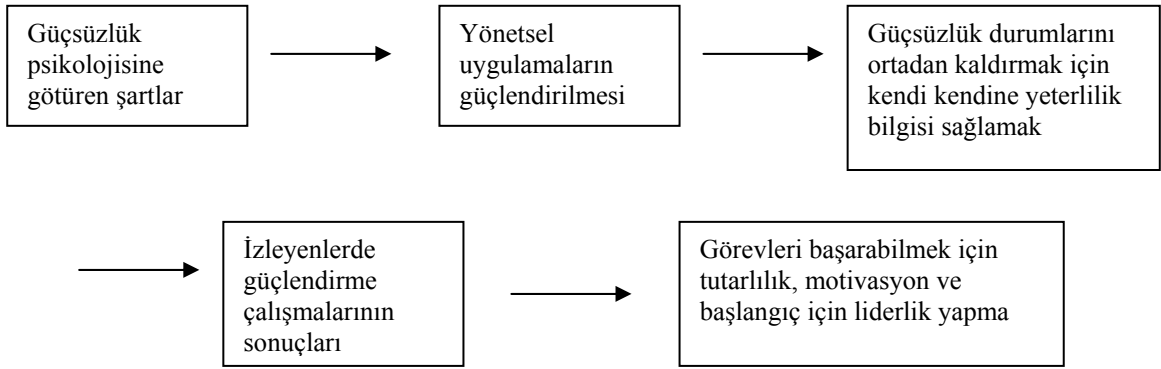 Güçsüzlük
psikolojisine
götüren şartlar
Yönetsel
uygulamaların
güçlendirilmesi
Güçsüzlük durumlarını
ortadan kaldırmak için
kendi kendine yeterlilik
bilgisi sağlamak
İzleyenlerde
güçlendirme
çalışmalarının
sonuçları
Görevleri başarabilmek için
tutarlılık, motivasyon ve
başlangıç için liderlik yapma